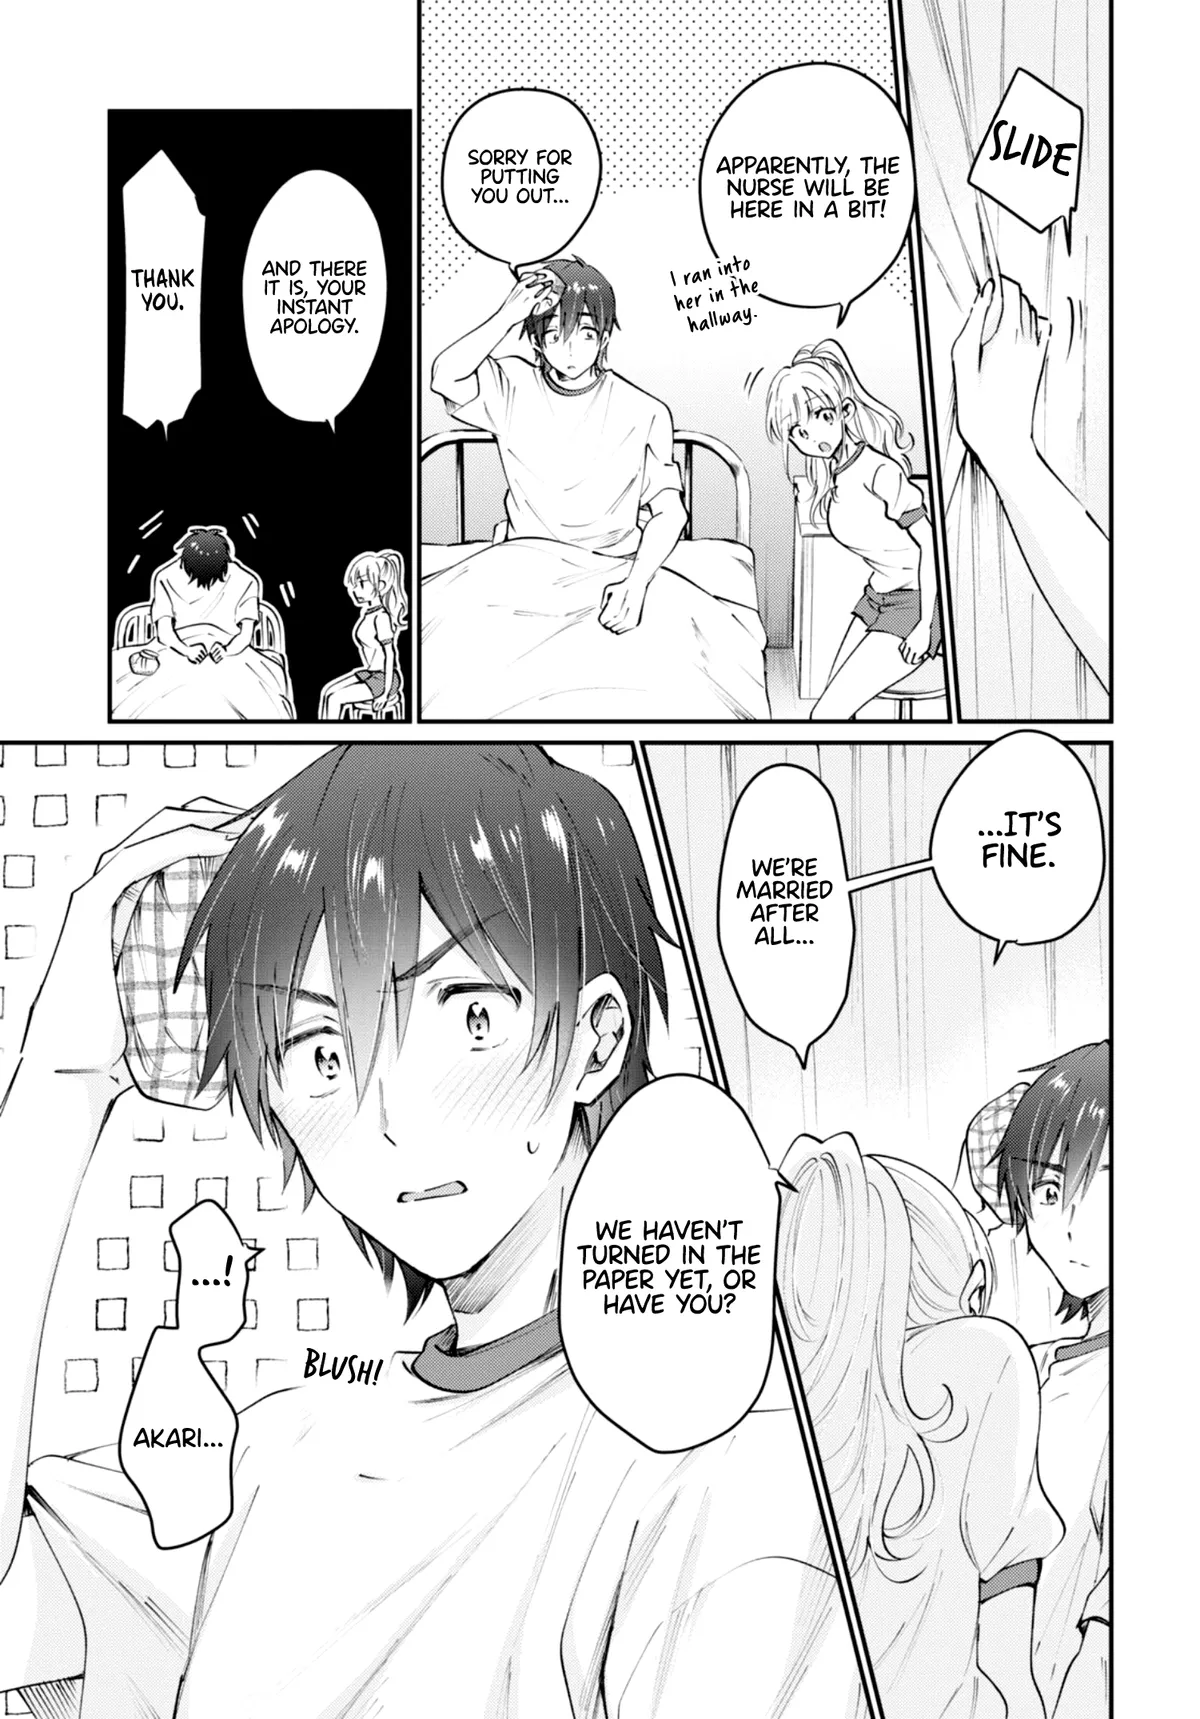 SLIDE
APPARENTLY, THE
NURSE WILL BE
HERE IN A BIT!
I ran into
her in the
hallway.
SORRY FOR
PUTTING
YOU OUT...
AND THERE
IT IS, YOUR
INSTANT
APOLOGY.
THANK
YOU.
...IT'S
FINE.
WE'RE
MARRIED
AFTER
ALL...
WE HAVEN'T
TURNED IN THE
PAPER YET, OR
HAVE YOU?
BLUSH!
...!
AKARI...